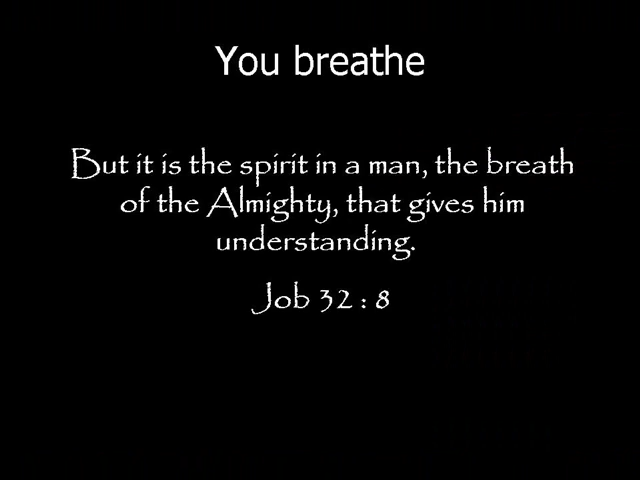 You breathe
But it is the spirit in a man, the breath
of the Almighty, that gives him
understanding.
Job 32 : 8